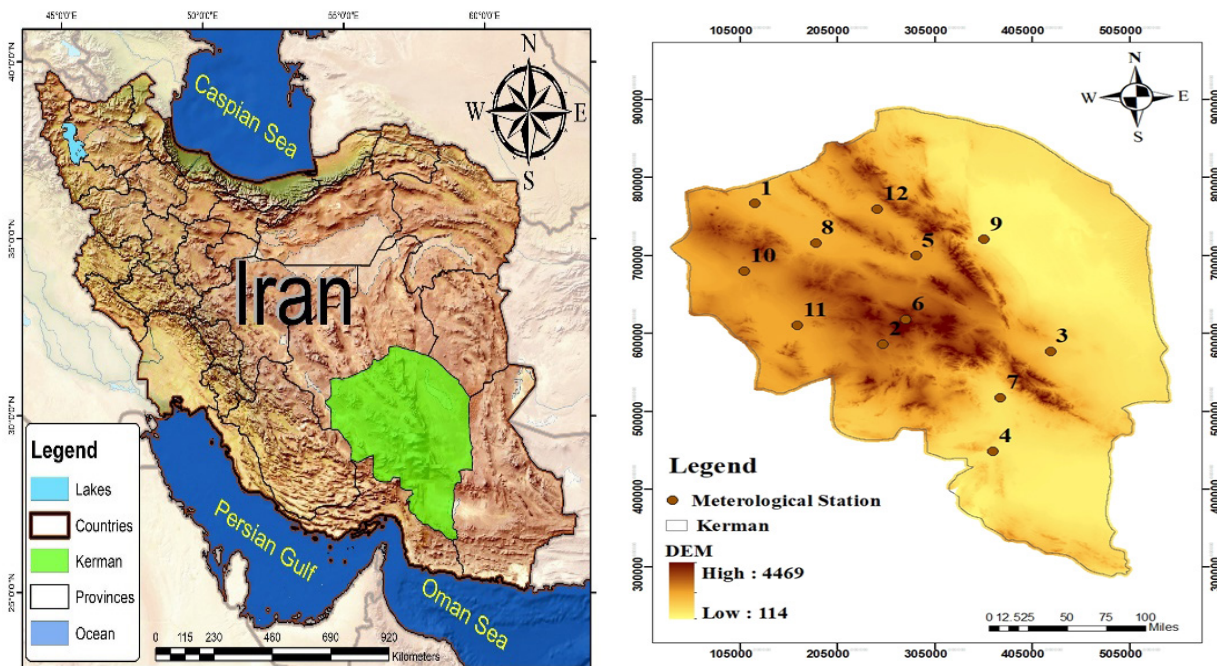 45°0'0"E 50°0'0"E 55°0'0"E 60°0'0"E
40°0'0"N
35°0'0"N
30°0'0"N
25°0'0"N
N
W E
S
Caspian Sea
Iran
Persian Gulf
Oman Sea
Legend
Lakes
Countries
Kerman
Provinces
Ocean
0 115 230 460 690 920
Kilometers
105000 205000 305000 405000 505000
900000
800000
700000
600000
500000
400000
300000
N
W E
S
1
12
8
5
9
10
11
6
2
3
7
4
Legend
Meterological Station
Kerman
DEM
High : 4469
Low : 114
0 12.525 50 75 100
Miles
105000 205000 305000 405000 505000